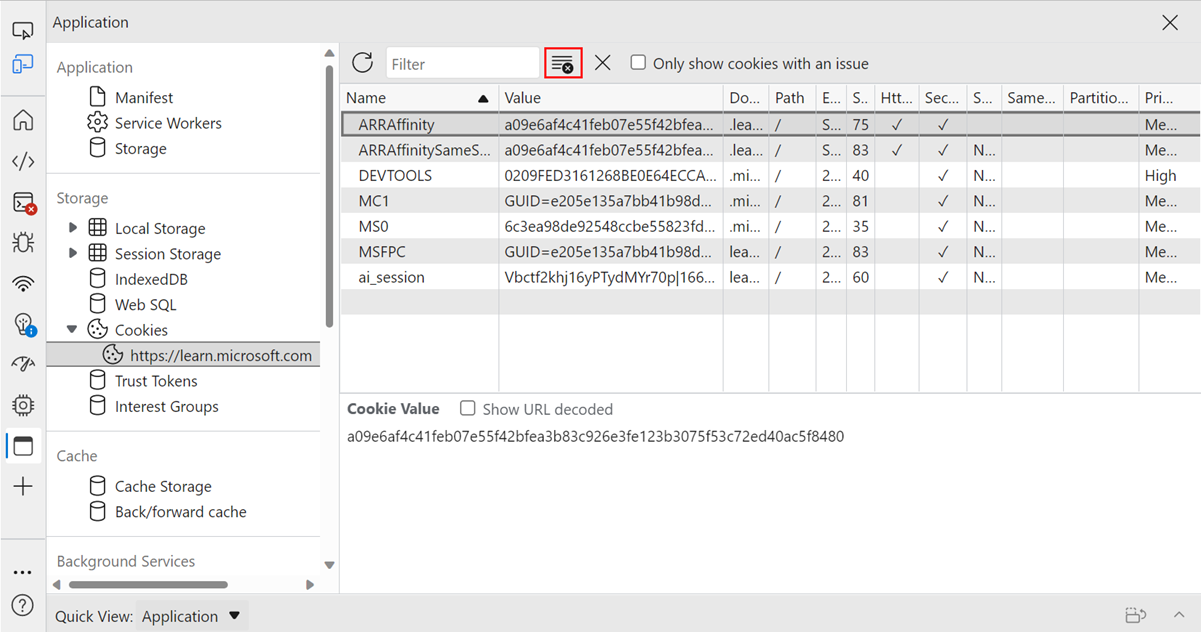 Application
Application
Manifest
Service Workers
Storage
Storage
Local Storage
Session Storage
IndexedDB
Web SQL
Cookies
https://learn.microsoft.com
Trust Tokens
Interest Groups
Cache
Cache Storage
Back/forward cache
Background Services
Filter Only show cookies with an issue
Name Value Do... Path E... S.. Htt... Sec... S... Same... Partitio... Pri...
ARRAffinity a09e6af4c41feb07e55f42bfea... .lea... / S... 75 ✓ ✓ Me...
ARRAffinitySameS... a09e6af4c41feb07e55f42bfea... .lea... / S... 83 ✓ ✓ N... Me...
DEVTOOLS 0209FED3161268BE0E64ECCA... .mi... / 2... 40 ✓ N... High
MC1 GUID=e205e135a7bb41b98d... .mi... / 2... 81 ✓ N... Me...
MS0 6c3ea98de92548ccbe55823fd... .mi... / 2... 35 ✓ N... Me...
MSFPC GUID=e205e135a7bb41b98d... lea... / 2... 83 ✓ N... Me...
ai_session Vbctf2khj16yPTydMYr70p|166... lea... / 2... 60 ✓ N... Me...
Cookie Value Show URL decoded
a09e6af4c41feb07e55f42bfea3b83c926e3fe123b3075f53c72ed40ac5f8480
Quick View: Application